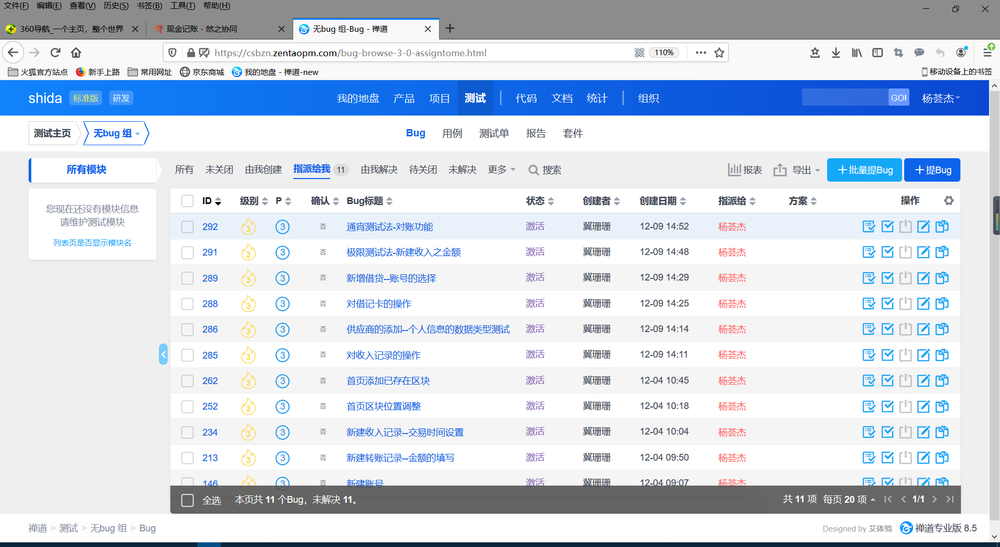 文件(F) 编辑(E) 查看(V) 历史(S) 书签(B) 工具(T) 帮助(H)
360导航_一个主页，整个世界 现金记账 - 然之协同 无bug 组-Bug - 禅道
https://csbzn.zentaopm.com/bug-browse-3-0-assigntome.html 110%
火狐官方站点 新手上路 常用网址 京东商城 我的地盘 - 禅道-new 移动设备上的书签
shida 标准版 研发 我的地盘 产品 项目 测试 代码 文档 统计 组织 GO! 杨荟杰
测试主页 无bug 组 Bug 用例 测试单 报告 套件
所有模块 所有 未关闭 由我创建 指派给我 11 由我解决 待关闭 未解决 更多 搜索 报表 导出 批量提Bug 提Bug
您现在还没有模块信息
请维护测试模块
列表页是否显示模块名
ID 级别 P 确认 Bug标题 状态 创建者 创建日期 指派给 方案 操作
292 3 3 否 通宵测试法-对账功能 激活 冀珊珊 12-09 14:52 杨荟杰
291 3 3 否 极限测试法-新建收入之金额 激活 冀珊珊 12-09 14:48 杨荟杰
289 3 3 否 新增借贷--账号的选择 激活 冀珊珊 12-09 14:29 杨荟杰
288 3 3 否 对借记卡的操作 激活 冀珊珊 12-09 14:25 杨荟杰
286 3 3 否 供应商的添加--个人信息的数据类型测试 激活 冀珊珊 12-09 14:14 杨荟杰
285 3 3 否 对收入记录的操作 激活 冀珊珊 12-09 14:11 杨荟杰
262 3 3 否 首页添加已存在区块 激活 冀珊珊 12-04 10:45 杨荟杰
252 3 3 否 首页区块位置调整 激活 冀珊珊 12-04 10:18 杨荟杰
234 3 3 否 新建收入记录--交易时间设置 激活 冀珊珊 12-04 10:04 杨荟杰
213 3 3 否 新建转账记录--金额的填写 激活 冀珊珊 12-04 09:50 杨荟杰
146 3 3 否 新建账号 激活 冀珊珊 12-04 09:07 杨荟杰
全选 本页共 11 个Bug，未解决 11。 共 11 项 每页 20 项 1/1
禅道 > 测试 > 无bug 组 > Bug Designed by 艾体验 禅道专业版 8.5